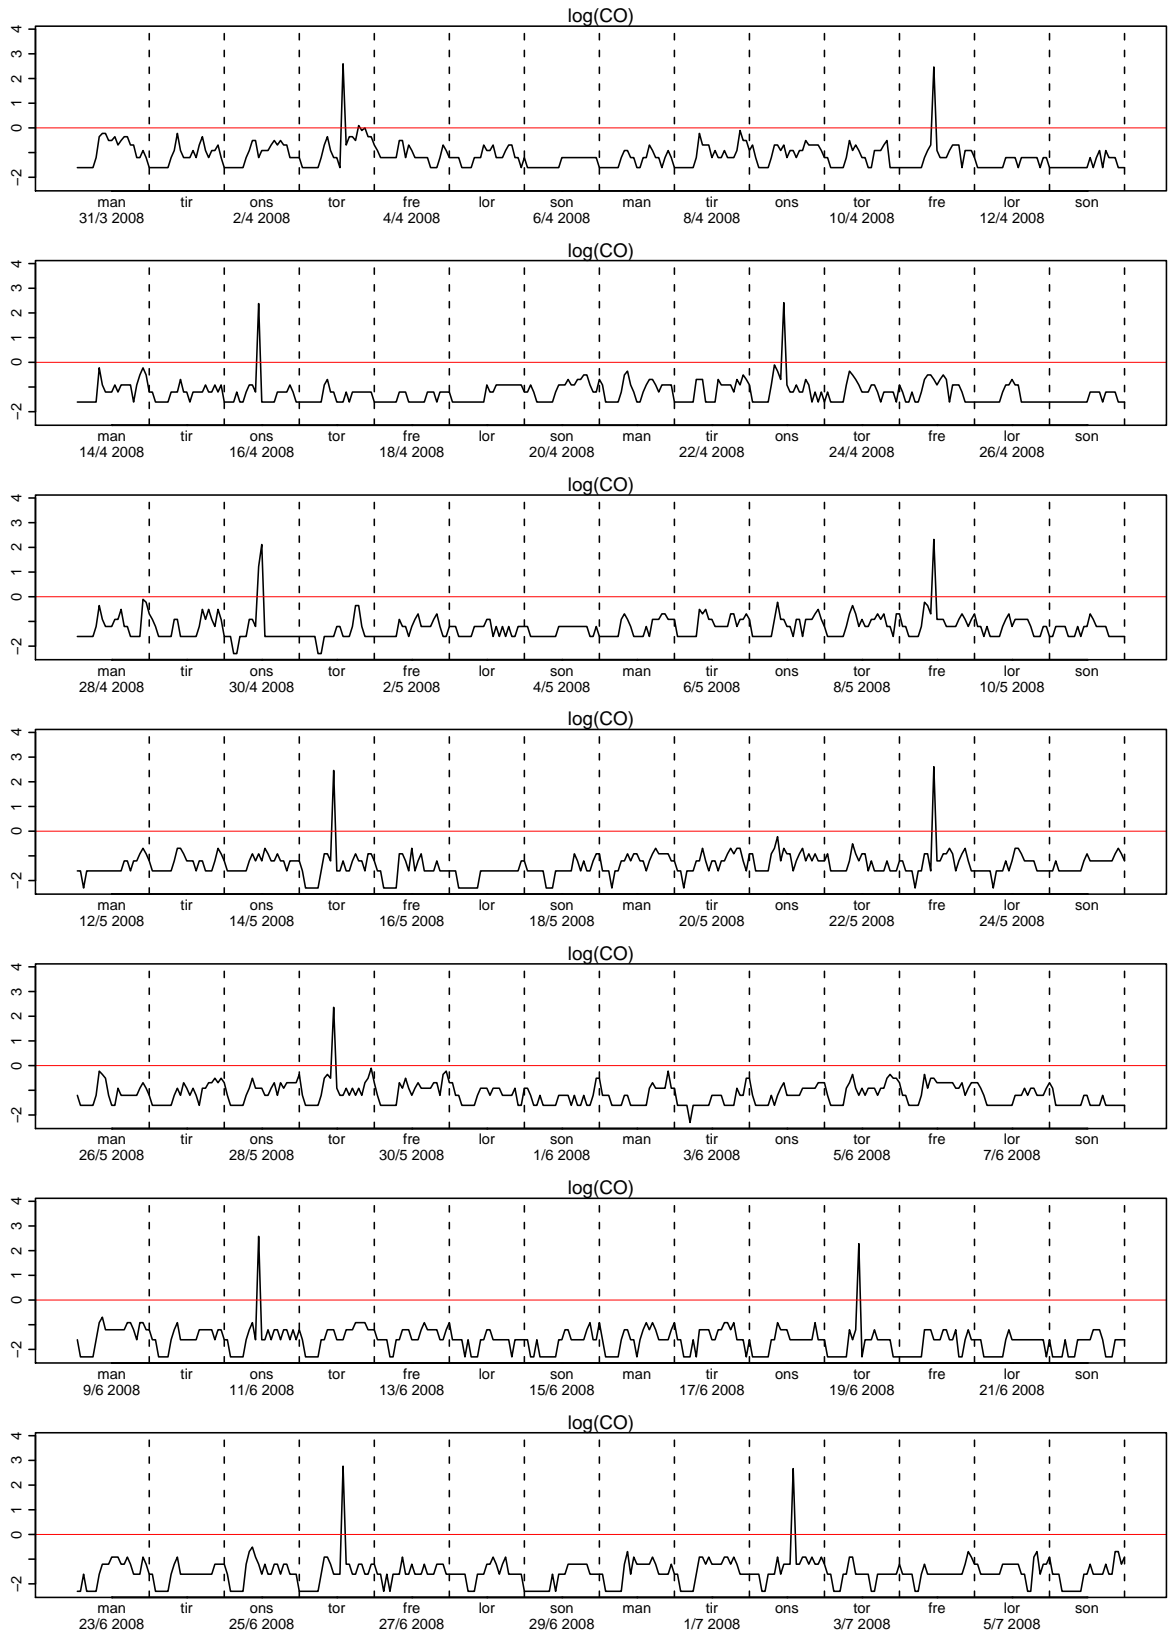 log(CO)
4
3
2
1
0
−2
man tir ons tor fre lor son man tir ons tor fre lor son
31/3 2008 2/4 2008 4/4 2008 6/4 2008 8/4 2008 10/4 2008 12/4 2008
log(CO)
4
3
2
1
0
−2
man tir ons tor fre lor son man tir ons tor fre lor son
14/4 2008 16/4 2008 18/4 2008 20/4 2008 22/4 2008 24/4 2008 26/4 2008
log(CO)
4
3
2
1
0
−2
man tir ons tor fre lor son man tir ons tor fre lor son
28/4 2008 30/4 2008 2/5 2008 4/5 2008 6/5 2008 8/5 2008 10/5 2008
log(CO)
4
3
2
1
0
−2
man tir ons tor fre lor son man tir ons tor fre lor son
12/5 2008 14/5 2008 16/5 2008 18/5 2008 20/5 2008 22/5 2008 24/5 2008
log(CO)
4
3
2
1
0
−2
man tir ons tor fre lor son man tir ons tor fre lor son
26/5 2008 28/5 2008 30/5 2008 1/6 2008 3/6 2008 5/6 2008 7/6 2008
log(CO)
4
3
2
1
0
−2
man tir ons tor fre lor son man tir ons tor fre lor son
9/6 2008 11/6 2008 13/6 2008 15/6 2008 17/6 2008 19/6 2008 21/6 2008
log(CO)
4
3
2
1
0
−2
man tir ons tor fre lor son man tir ons tor fre lor son
23/6 2008 25/6 2008 27/6 2008 29/6 2008 1/7 2008 3/7 2008 5/7 2008